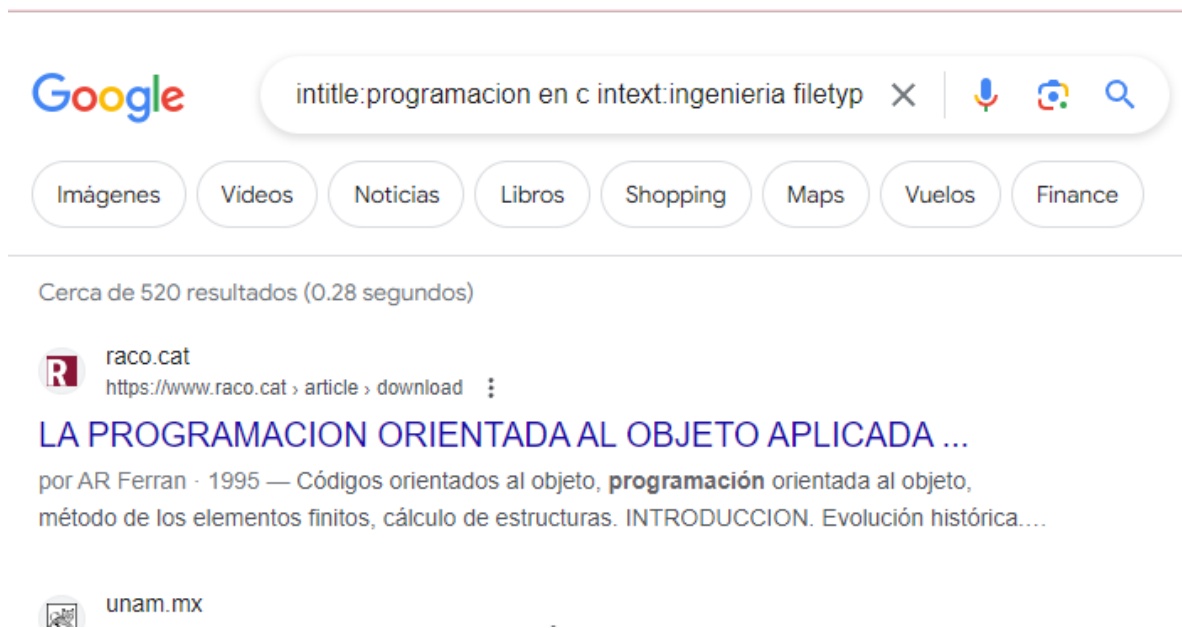 Google
intitle:programacion en c intext:ingenieria filetyp
Imágenes Videos Noticias Libros Shopping Maps Vuelos Finance
Cerca de 520 resultados (0.28 segundos)
R
raco.cat
https://www.raco.cat › article › download
LA PROGRAMACION ORIENTADA AL OBJETO APLICADA ...
por AR Ferran · 1995 — Códigos orientados al objeto, programación orientada al objeto,
método de los elementos finitos, cálculo de estructuras. INTRODUCCION. Evolución histórica....
unam.mx